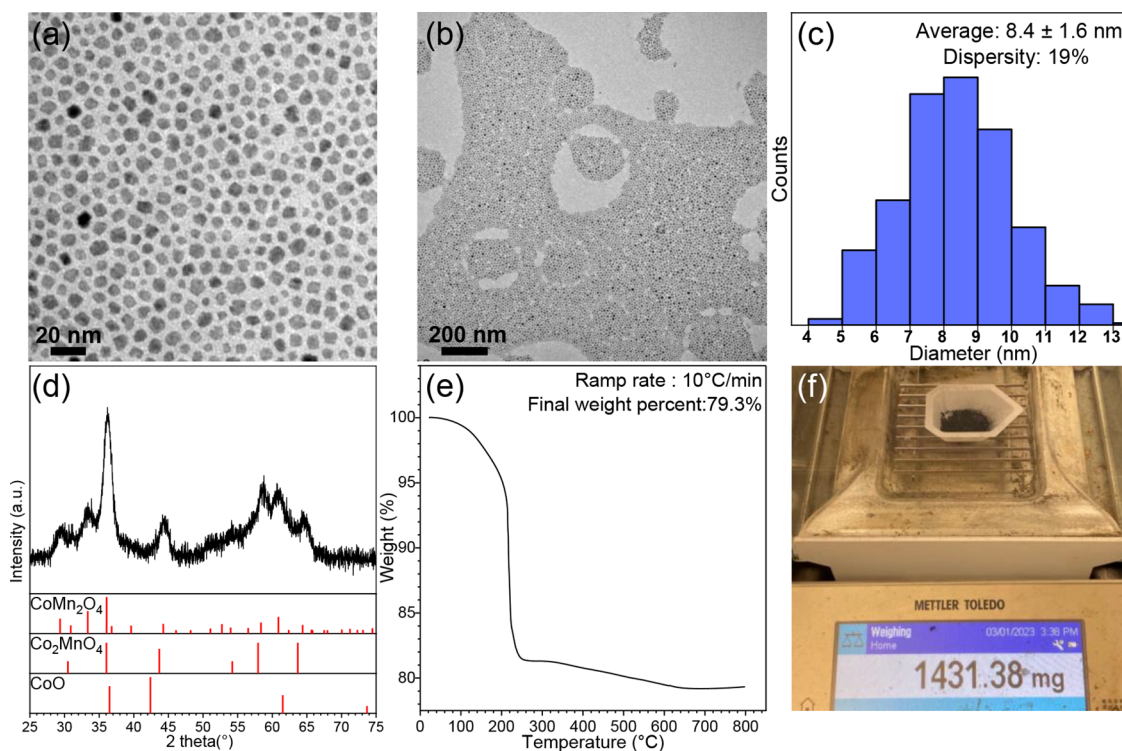 (a)
20 nm
(b)
200 nm
(c)
Average: 8.4 ± 1.6 nm
Dispersity: 19%
Counts
4 5 6 7 8 9 10 11 12 13
Diameter (nm)
(d)
Intensity (a.u.)
CoMn₂O₄
Co₂MnO₄
CoO
25 30 35 40 45 50 55 60 65 70 75
2 theta(°)
(e)
Ramp rate : 10°C/min
Final weight percent:79.3%
Weight (%)
100
95
90
85
80
0 100 200 300 400 500 600 700 800
Temperature (°C)
(f)
METTLER TOLEDO
Weighing
Home
03/01/2023 3:38 PM
1431.38 mg